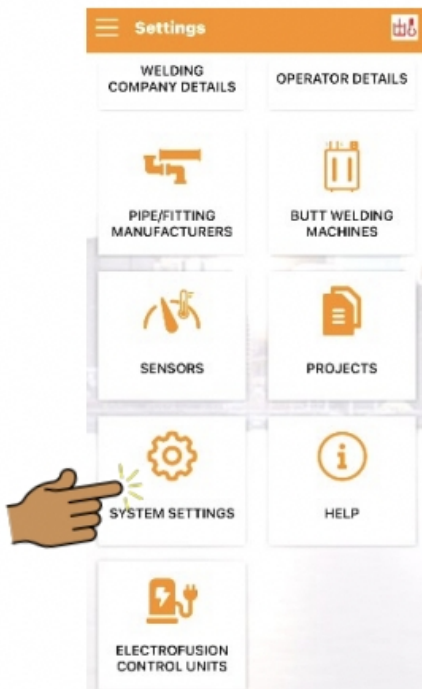 Settings
WELDING
COMPANY DETAILS
OPERATOR DETAILS
PIPE/FITTING
MANUFACTURERS
BUTT WELDING
MACHINES
SENSORS
PROJECTS
SYSTEM SETTINGS
HELP
ELECTROFUSION
CONTROL UNITS